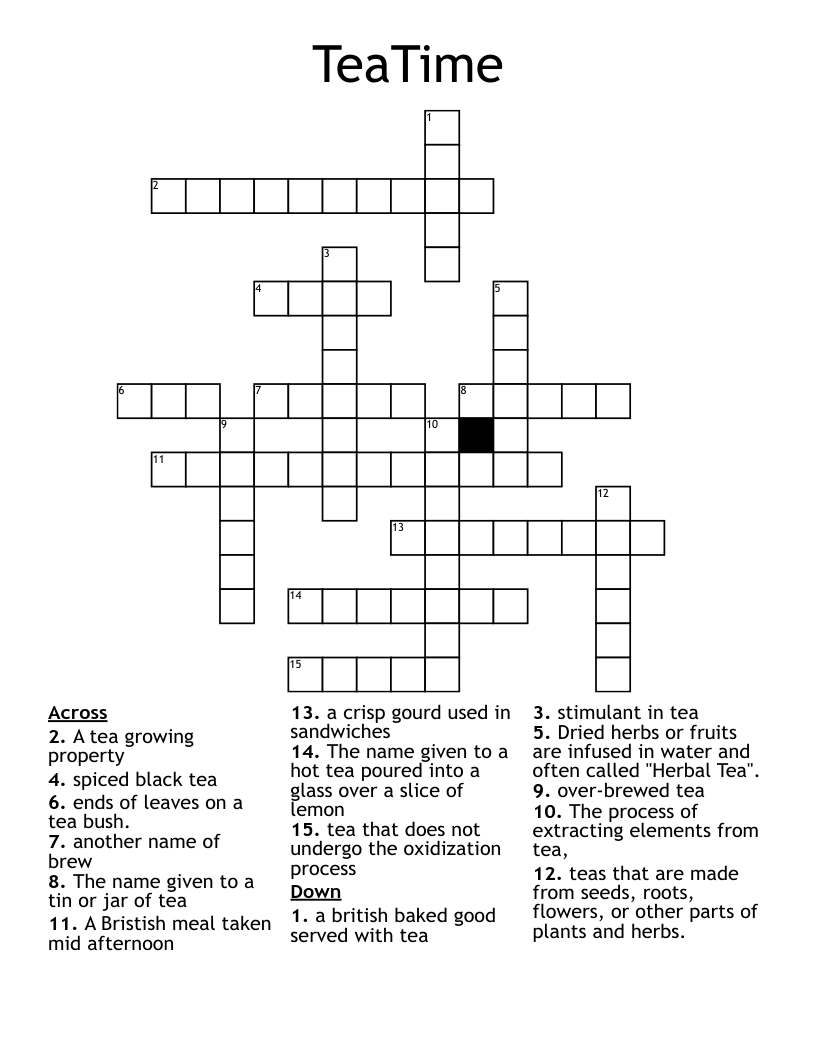 TeaTime
1
2
3
4
5
6
7
8
9
10
11
12
13
14
15
Across
2. A tea growing
property
4. spiced black tea
6. ends of leaves on a
tea bush.
7. another name of
brew
8. The name given to a
tin or jar of tea
11. A Bristish meal taken
mid afternoon
13. a crisp gourd used in
sandwiches
14. The name given to a
hot tea poured into a
glass over a slice of
lemon
15. tea that does not
undergo the oxidization
process
Down
1. a british baked good
served with tea
3. stimulant in tea
5. Dried herbs or fruits
are infused in water and
often called "Herbal Tea".
9. over-brewed tea
10. The process of
extracting elements from
tea,
12. teas that are made
from seeds, roots,
flowers, or other parts of
plants and herbs.